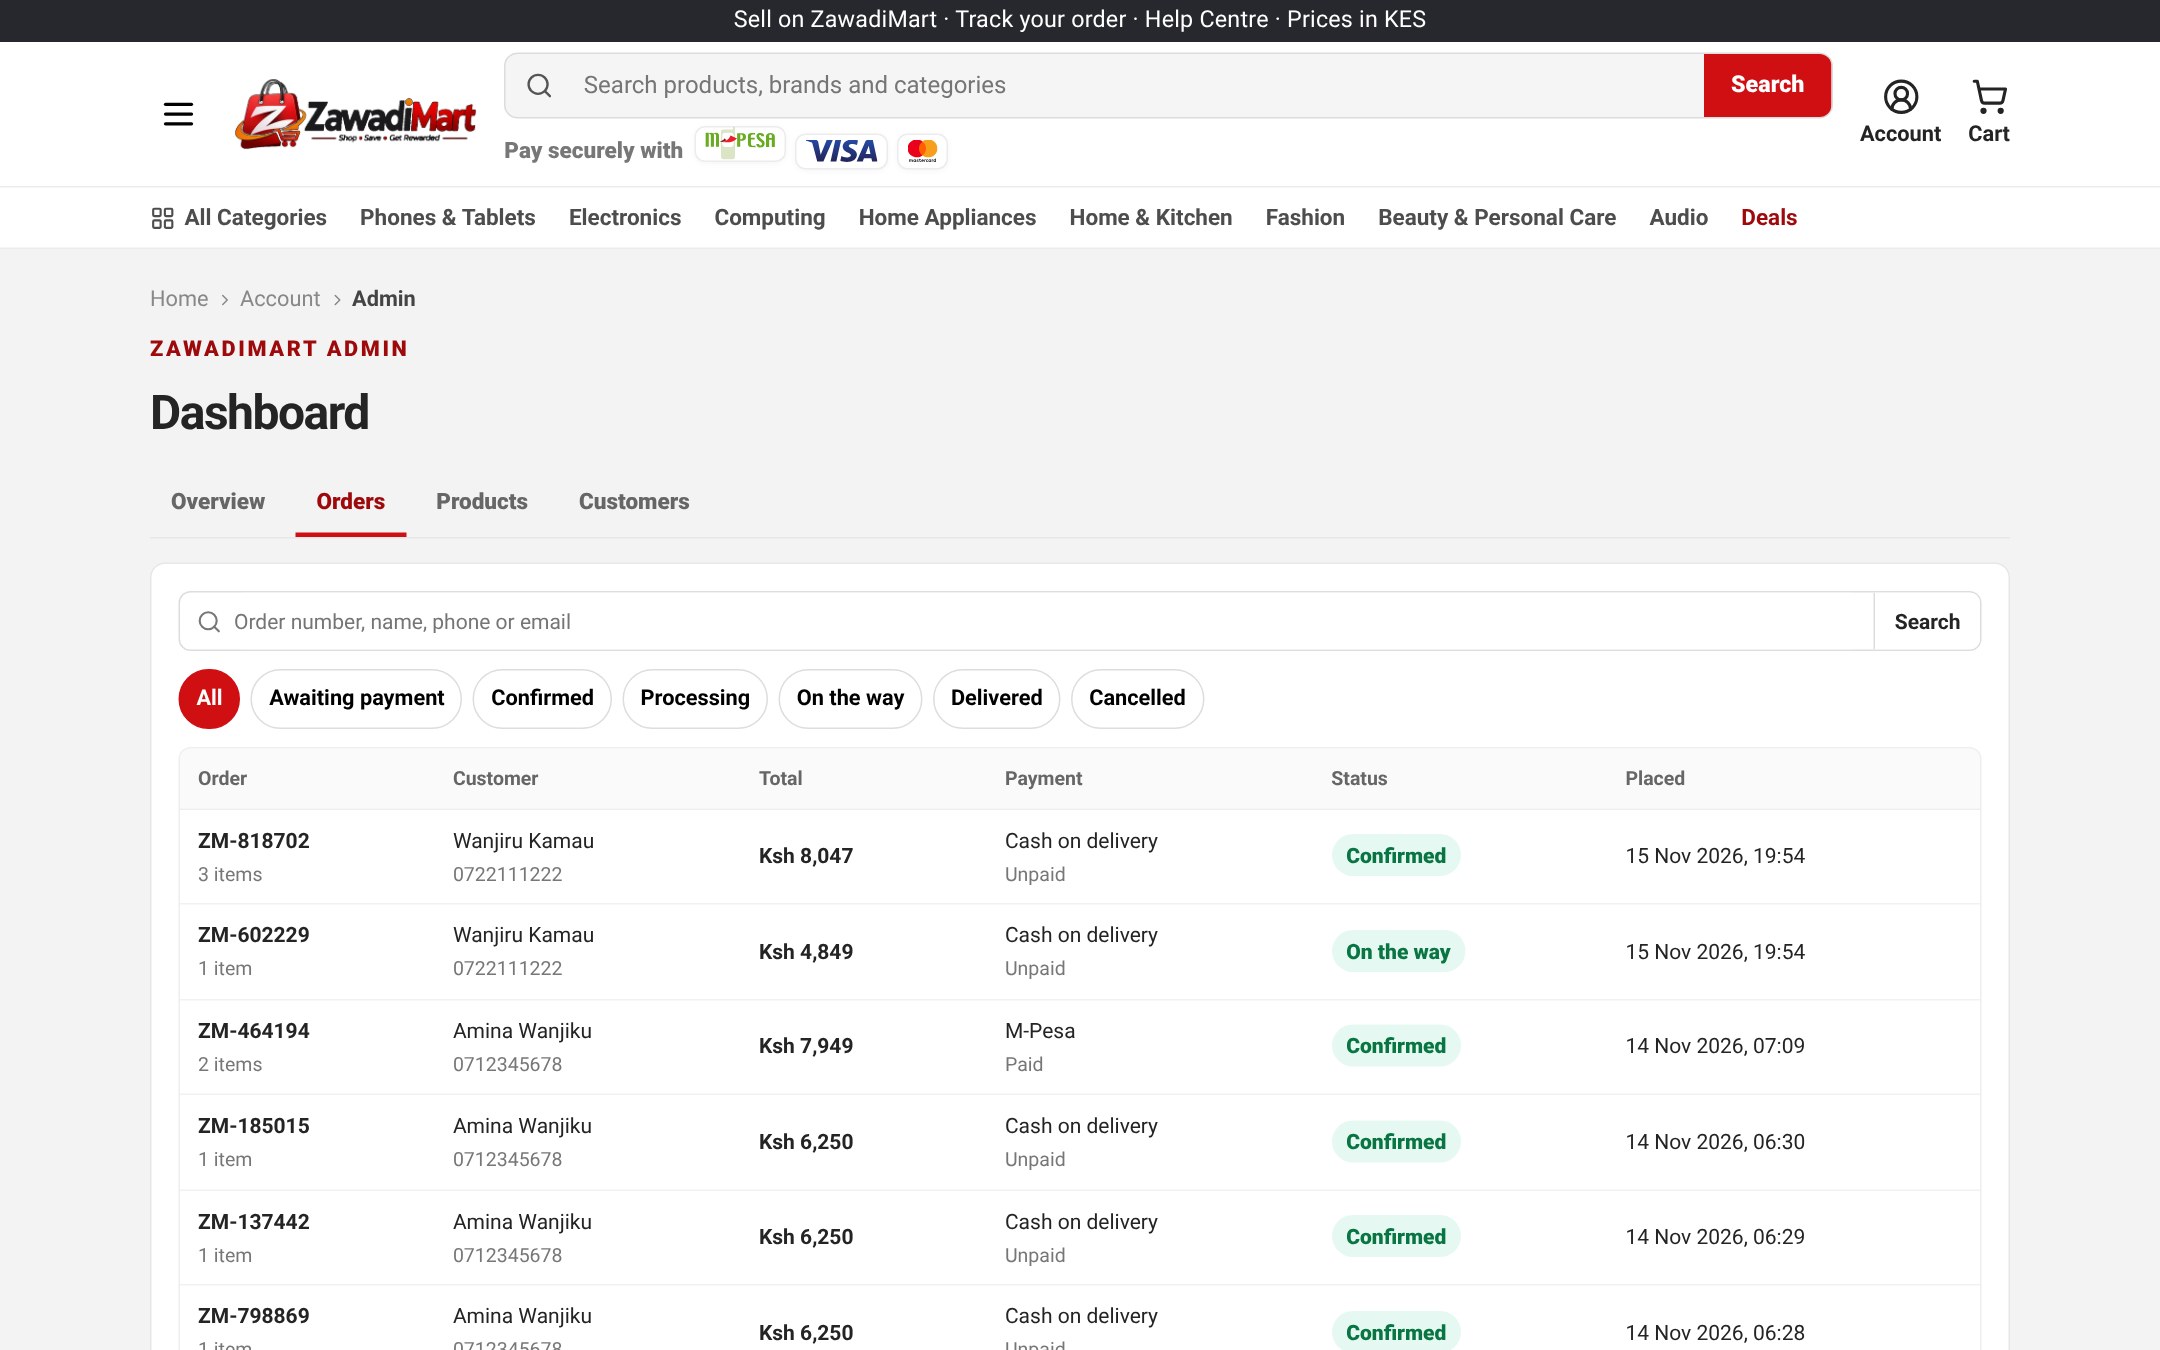 Sell on ZawadiMart · Track your order · Help Centre · Prices in KES
ZawadiMart
Shop • Save • Get Rewarded
Search products, brands and categories
Search
Account
Cart
Pay securely with
M-PESA
VISA
mastercard
All Categories
Phones & Tablets
Electronics
Computing
Home Appliances
Home & Kitchen
Fashion
Beauty & Personal Care
Audio
Deals
Home › Account › Admin
ZAWADIMART ADMIN
Dashboard
Overview
Orders
Products
Customers
Order number, name, phone or email
Search
All
Awaiting payment
Confirmed
Processing
On the way
Delivered
Cancelled
Order Customer Total Payment Status Placed
ZM-818702 Wanjiru Kamau Ksh 8,047 Cash on delivery Confirmed 15 Nov 2026, 19:54
3 items 0722111222 Unpaid
ZM-602229 Wanjiru Kamau Ksh 4,849 Cash on delivery On the way 15 Nov 2026, 19:54
1 item 0722111222 Unpaid
ZM-464194 Amina Wanjiku Ksh 7,949 M-Pesa Confirmed 14 Nov 2026, 07:09
2 items 0712345678 Paid
ZM-185015 Amina Wanjiku Ksh 6,250 Cash on delivery Confirmed 14 Nov 2026, 06:30
1 item 0712345678 Unpaid
ZM-137442 Amina Wanjiku Ksh 6,250 Cash on delivery Confirmed 14 Nov 2026, 06:29
1 item 0712345678 Unpaid
ZM-798869 Amina Wanjiku Ksh 6,250 Cash on delivery Confirmed 14 Nov 2026, 06:28
1 item 0712345678 Unpaid